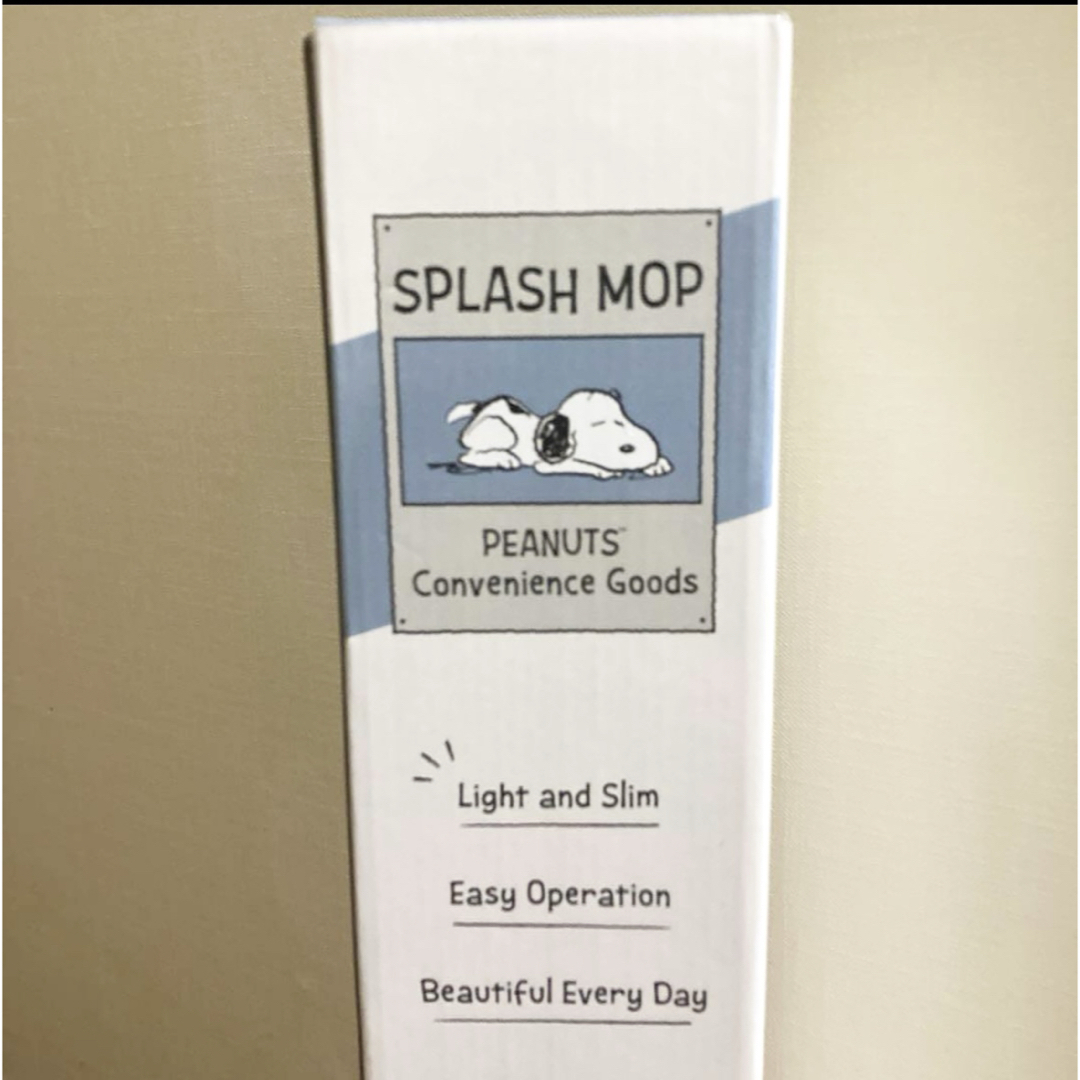 SPLASH MOP
PEANUTS™
Convenience Goods
Light and Slim
Easy Operation
Beautiful Every Day